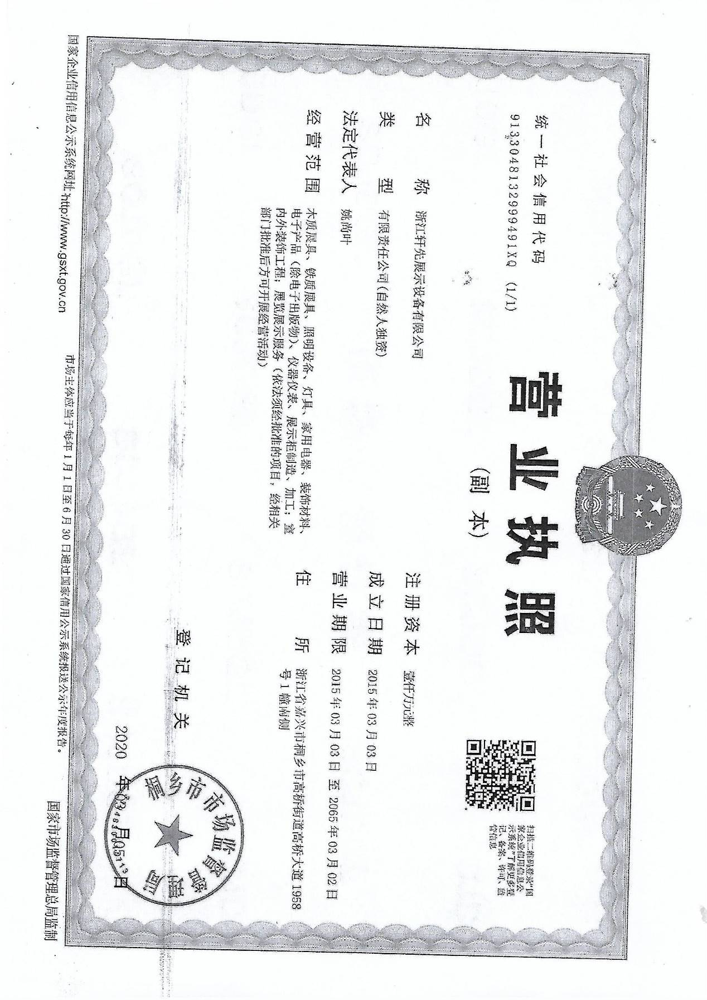 统一社会信用代码
9133048132999491XQ (1/1)
营业执照
(副 本)
扫描二维码登录“国
家企业信用信息公
示系统”了解更多登
记、备案、许可、监
管信息
名 称 浙江轩先展示设备有限公司
类 型 有限责任公司(自然人独资)
法定代表人 姚尚叶
经营范围 木质展具、铁质展具、照明设备、灯具、家用电器、装饰材料、
电子产品(除电子出版物)、仪器仪表、展示柜制造、加工;室
内外装饰工程;展览展示服务(依法须经批准的项目,经相关
部门批准后方可开展经营活动)
注册资本 壹仟万元整
成立日期 2015年03月03日
营业期限 2015年03月03日至2065年03月02日
住 所 浙江省嘉兴市桐乡市高桥街道高桥大道1958
号1幢南侧
登记机关
桐乡市市场监督管理局
2020 年03月05日
国家企业信用信息公示系统网址:http://www.gsxt.gov.cn
市场主体应当于每年1月1日至6月30日通过国家信用公示系统报送公示年度报告。
国家市场监督管理总局监制